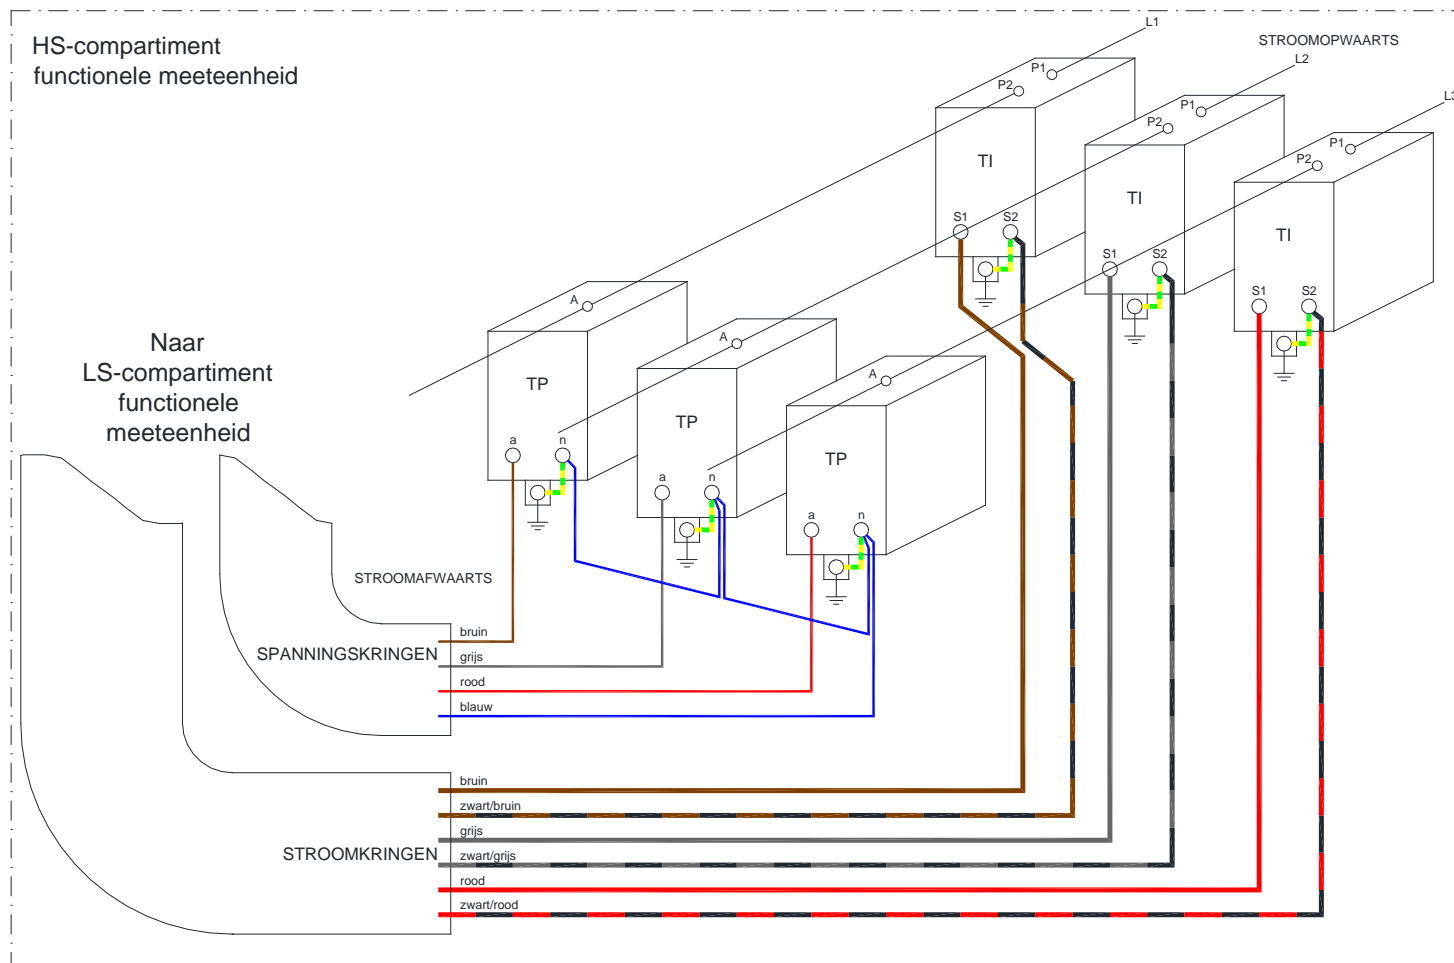 HS-compartiment
functionele meeteenheid
L1
STROOMOPWAARTS
L2
L3
P1
P2
TI
S1
S2
P1
P2
TI
S1
S2
P1
P2
TI
S1
S2
A
TP
a
n
A
TP
a
n
A
TP
a
n
Naar
LS-compartiment
functionele
meeteenheid
STROOMAFWAARTS
SPANNINGSKRINGEN
bruin
grijs
rood
blauw
STROOMKRINGEN
bruin
zwart/bruin
grijs
zwart/grijs
rood
zwart/rood